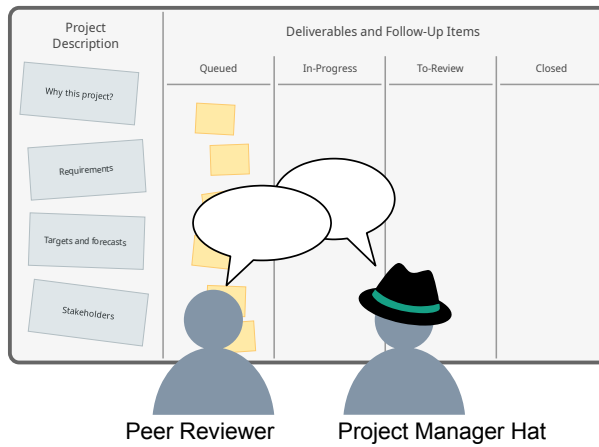 Project
Description
Deliverables and Follow-Up Items
Queued
In-Progress
To-Review
Closed
Why this project?
Requirements
Targets and forecasts
Stakeholders
Peer Reviewer
Project Manager Hat